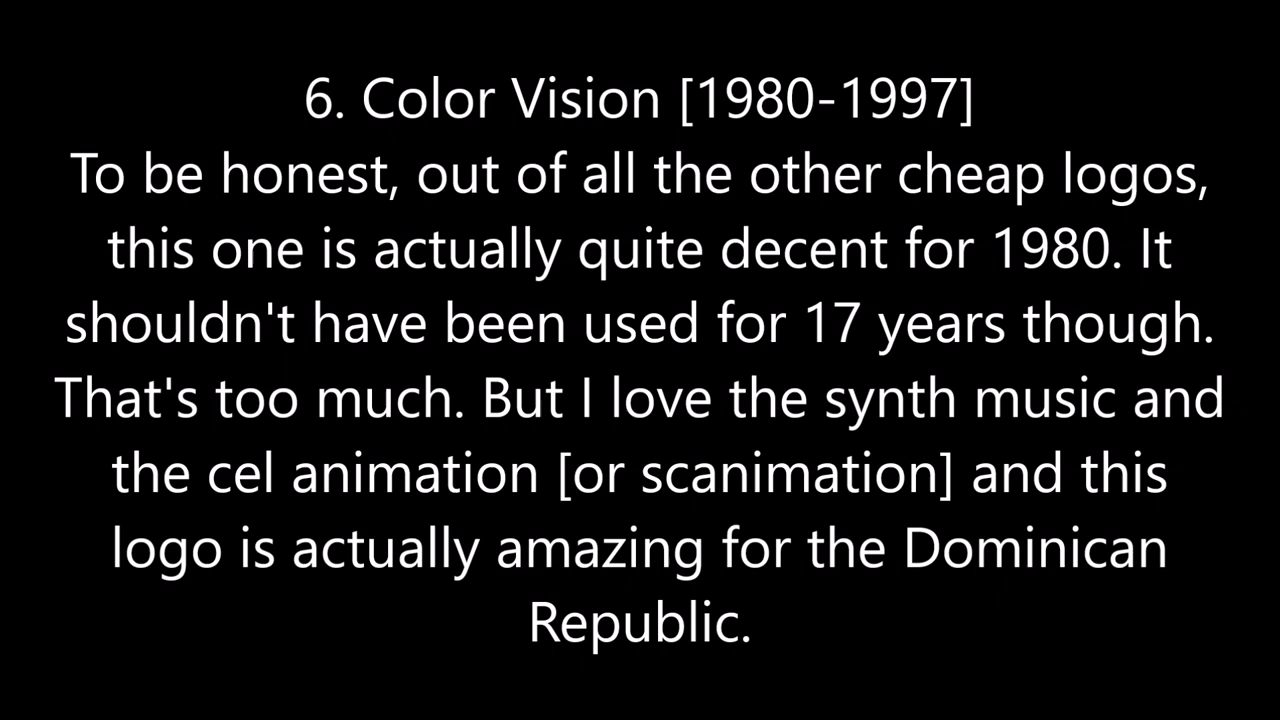 6. Color Vision [1980-1997]
To be honest, out of all the other cheap logos,
this one is actually quite decent for 1980. It
shouldn't have been used for 17 years though.
That's too much. But I love the synth music and
the cel animation [or scanimation] and this
logo is actually amazing for the Dominican
Republic.